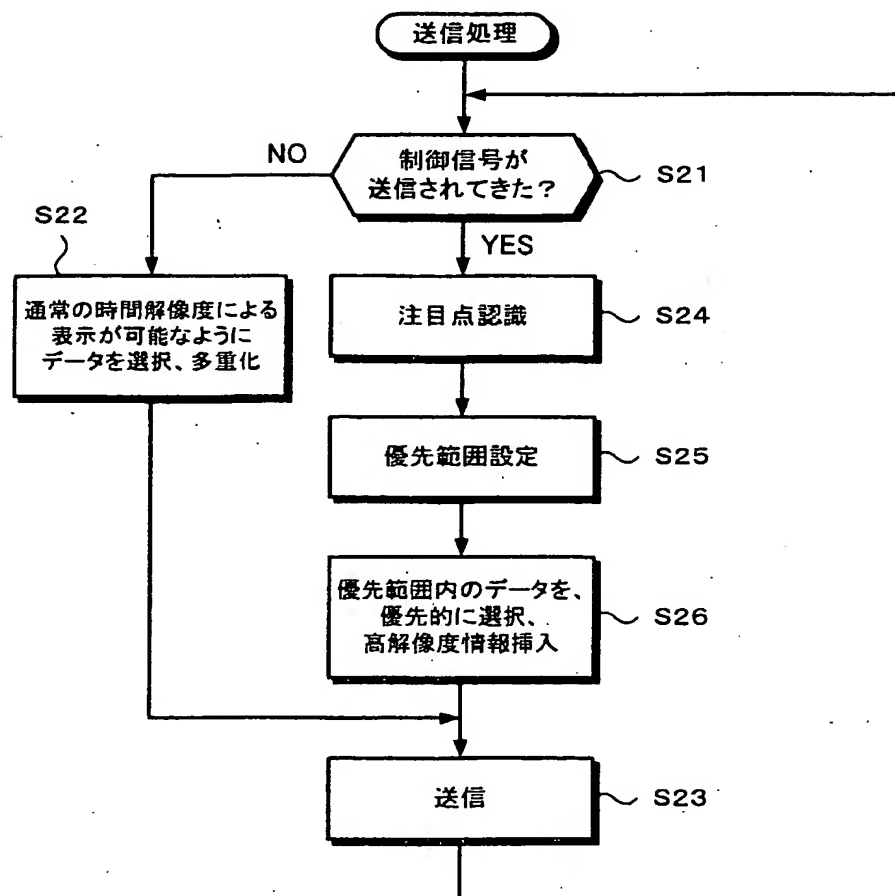 送信処理
制御信号が
送信されてきた？
S21
NO
YES
S22
通常の時間解像度による
表示が可能なように
データを選択、多重化
注目点認識
S24
優先範囲設定
S25
優先範囲内のデータを、
優先的に選択、
高解像度情報挿入
S26
送信
S23